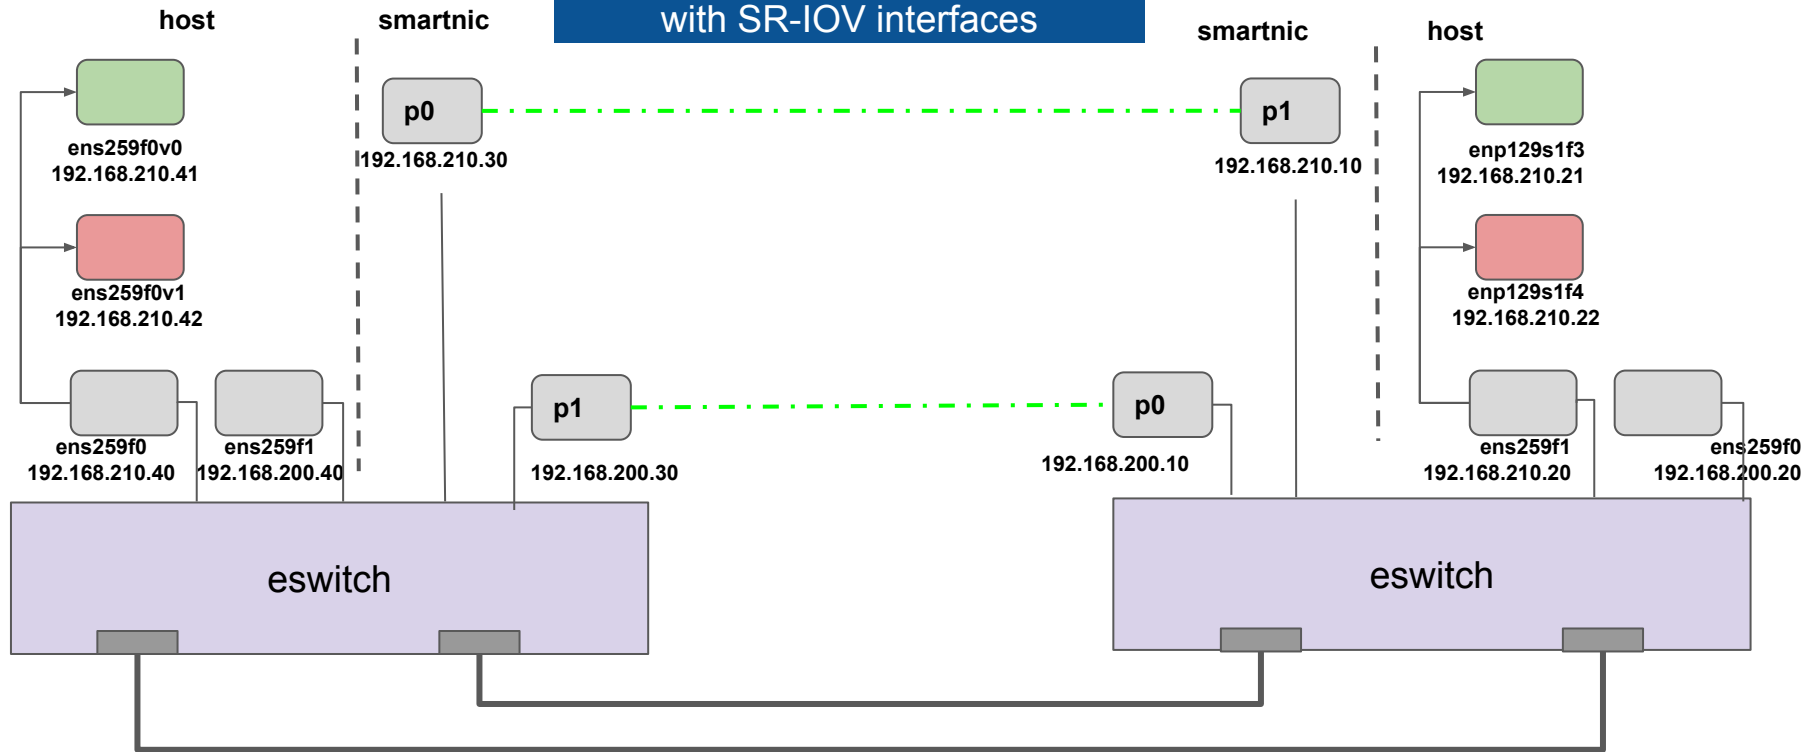 with SR-IOV interfaces
host
smartnic
smartnic
host
p0
p1
ens259f0v0
192.168.210.41
192.168.210.30
192.168.210.10
enp129s1f3
192.168.210.21
ens259f0v1
192.168.210.42
enp129s1f4
192.168.210.22
p1
p0
ens259f0
192.168.210.40
ens259f1
192.168.200.40
192.168.200.30
192.168.200.10
ens259f1
192.168.210.20
ens259f0
192.168.200.20
eswitch
eswitch